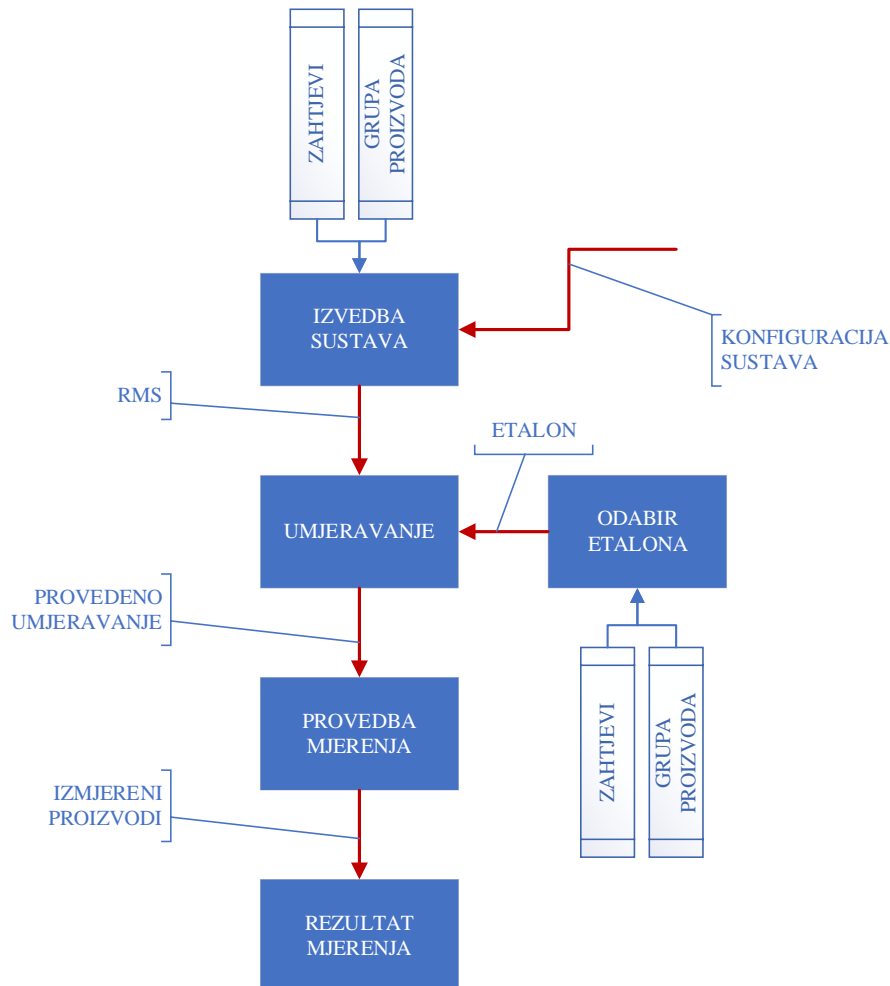 ZAHTJEVI
GRUPA
PROIZVODA
IZVEDBA
SUSTAVA
KONFIGURACIJA
SUSTAVA
RMS
ETALON
UMJERAVANJE
ODABIR
ETALONA
PROVEDENO
UMJERAVANJE
ZAHTJEVI
GRUPA
PROIZVODA
PROVEDBA
MJERENJA
IZMJERENI
PROIZVODI
REZULTAT
MJERENJA